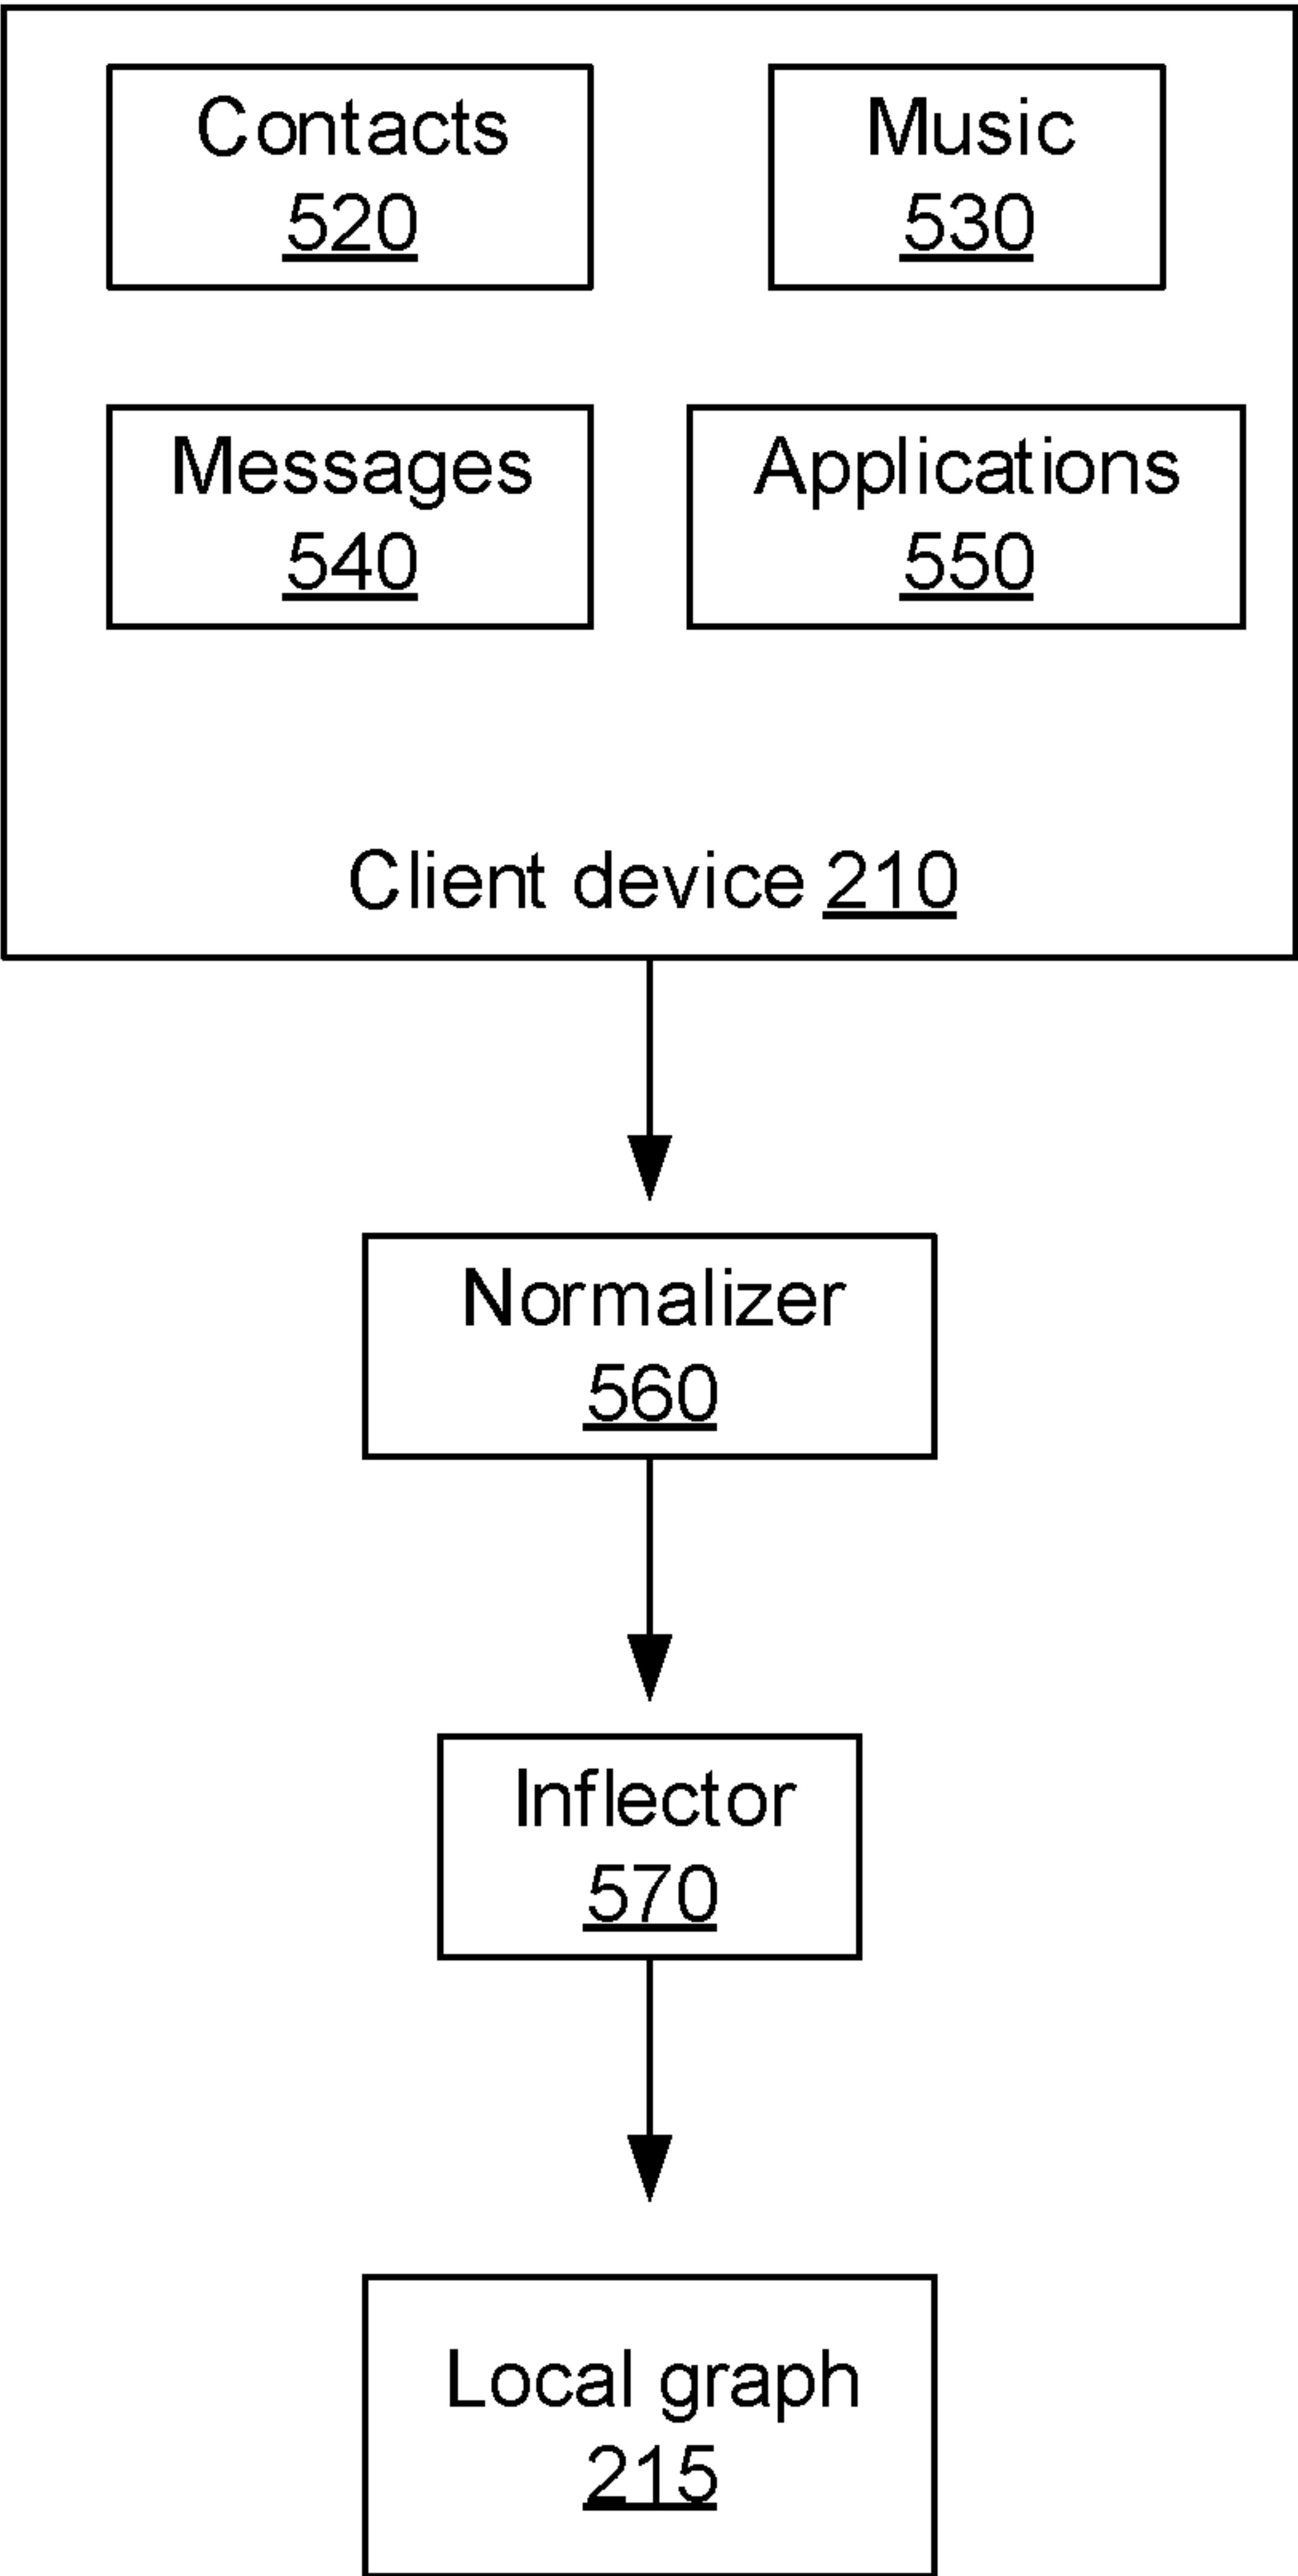 Contacts
520
Music
530
Messages
540
Applications
550
Client device 210
Normalizer
560
Inflector
570
Local graph
215